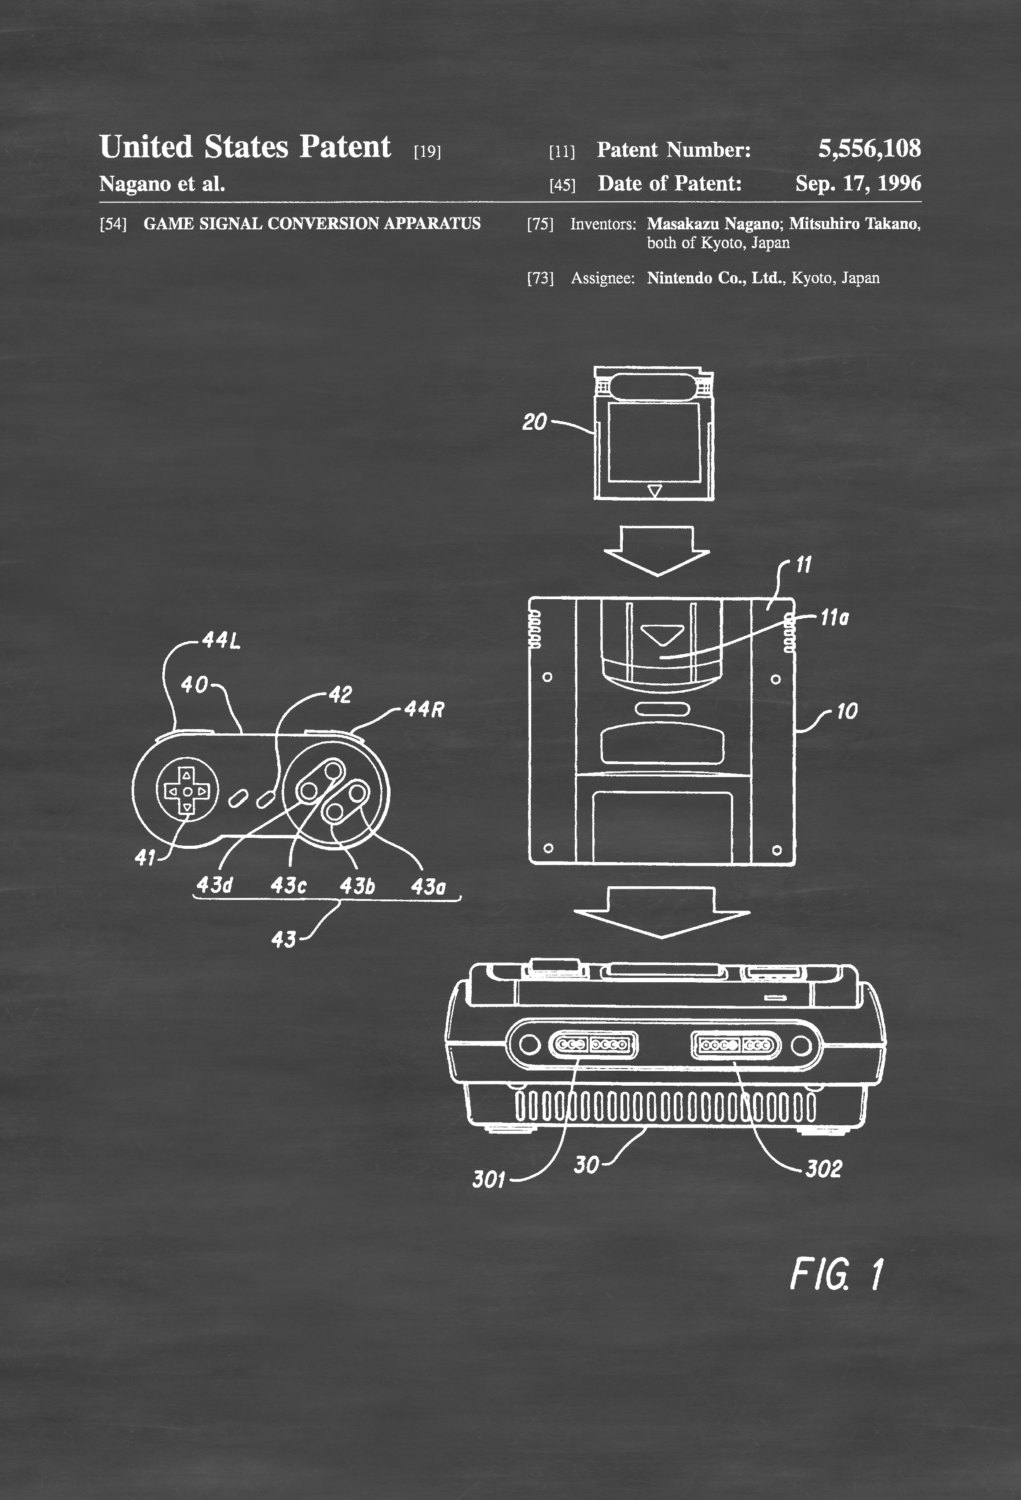 United States Patent [19]
Nagano et al.
[11] Patent Number: 5,556,108
[45] Date of Patent: Sep. 17, 1996
[54] GAME SIGNAL CONVERSION APPARATUS
[75] Inventors: Masakazu Nagano; Mitsuhiro Takano,
both of Kyoto, Japan
[73] Assignee: Nintendo Co., Ltd., Kyoto, Japan
20
11
11a
10
44L
40
42
44R
41
43d 43c 43b 43a
43
301
30
302
FIG. 1